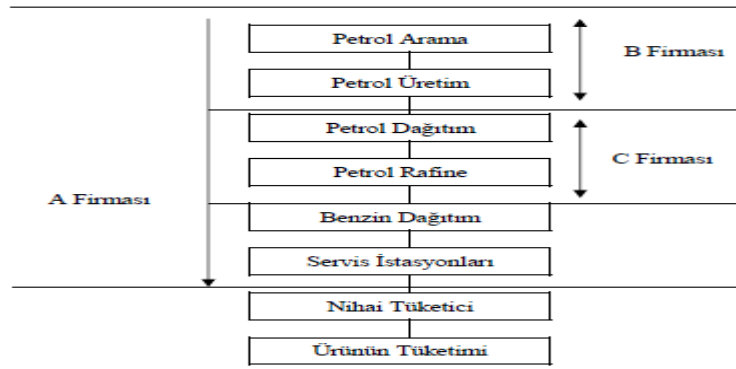 Petrol Arama
B Firması
Petrol Üretim
Petrol Dağıtım
C Firması
Petrol Rafine
A Firması
Benzin Dağıtım
Servis İstasyonları
Nihai Tüketici
Ürünün Tüketimi